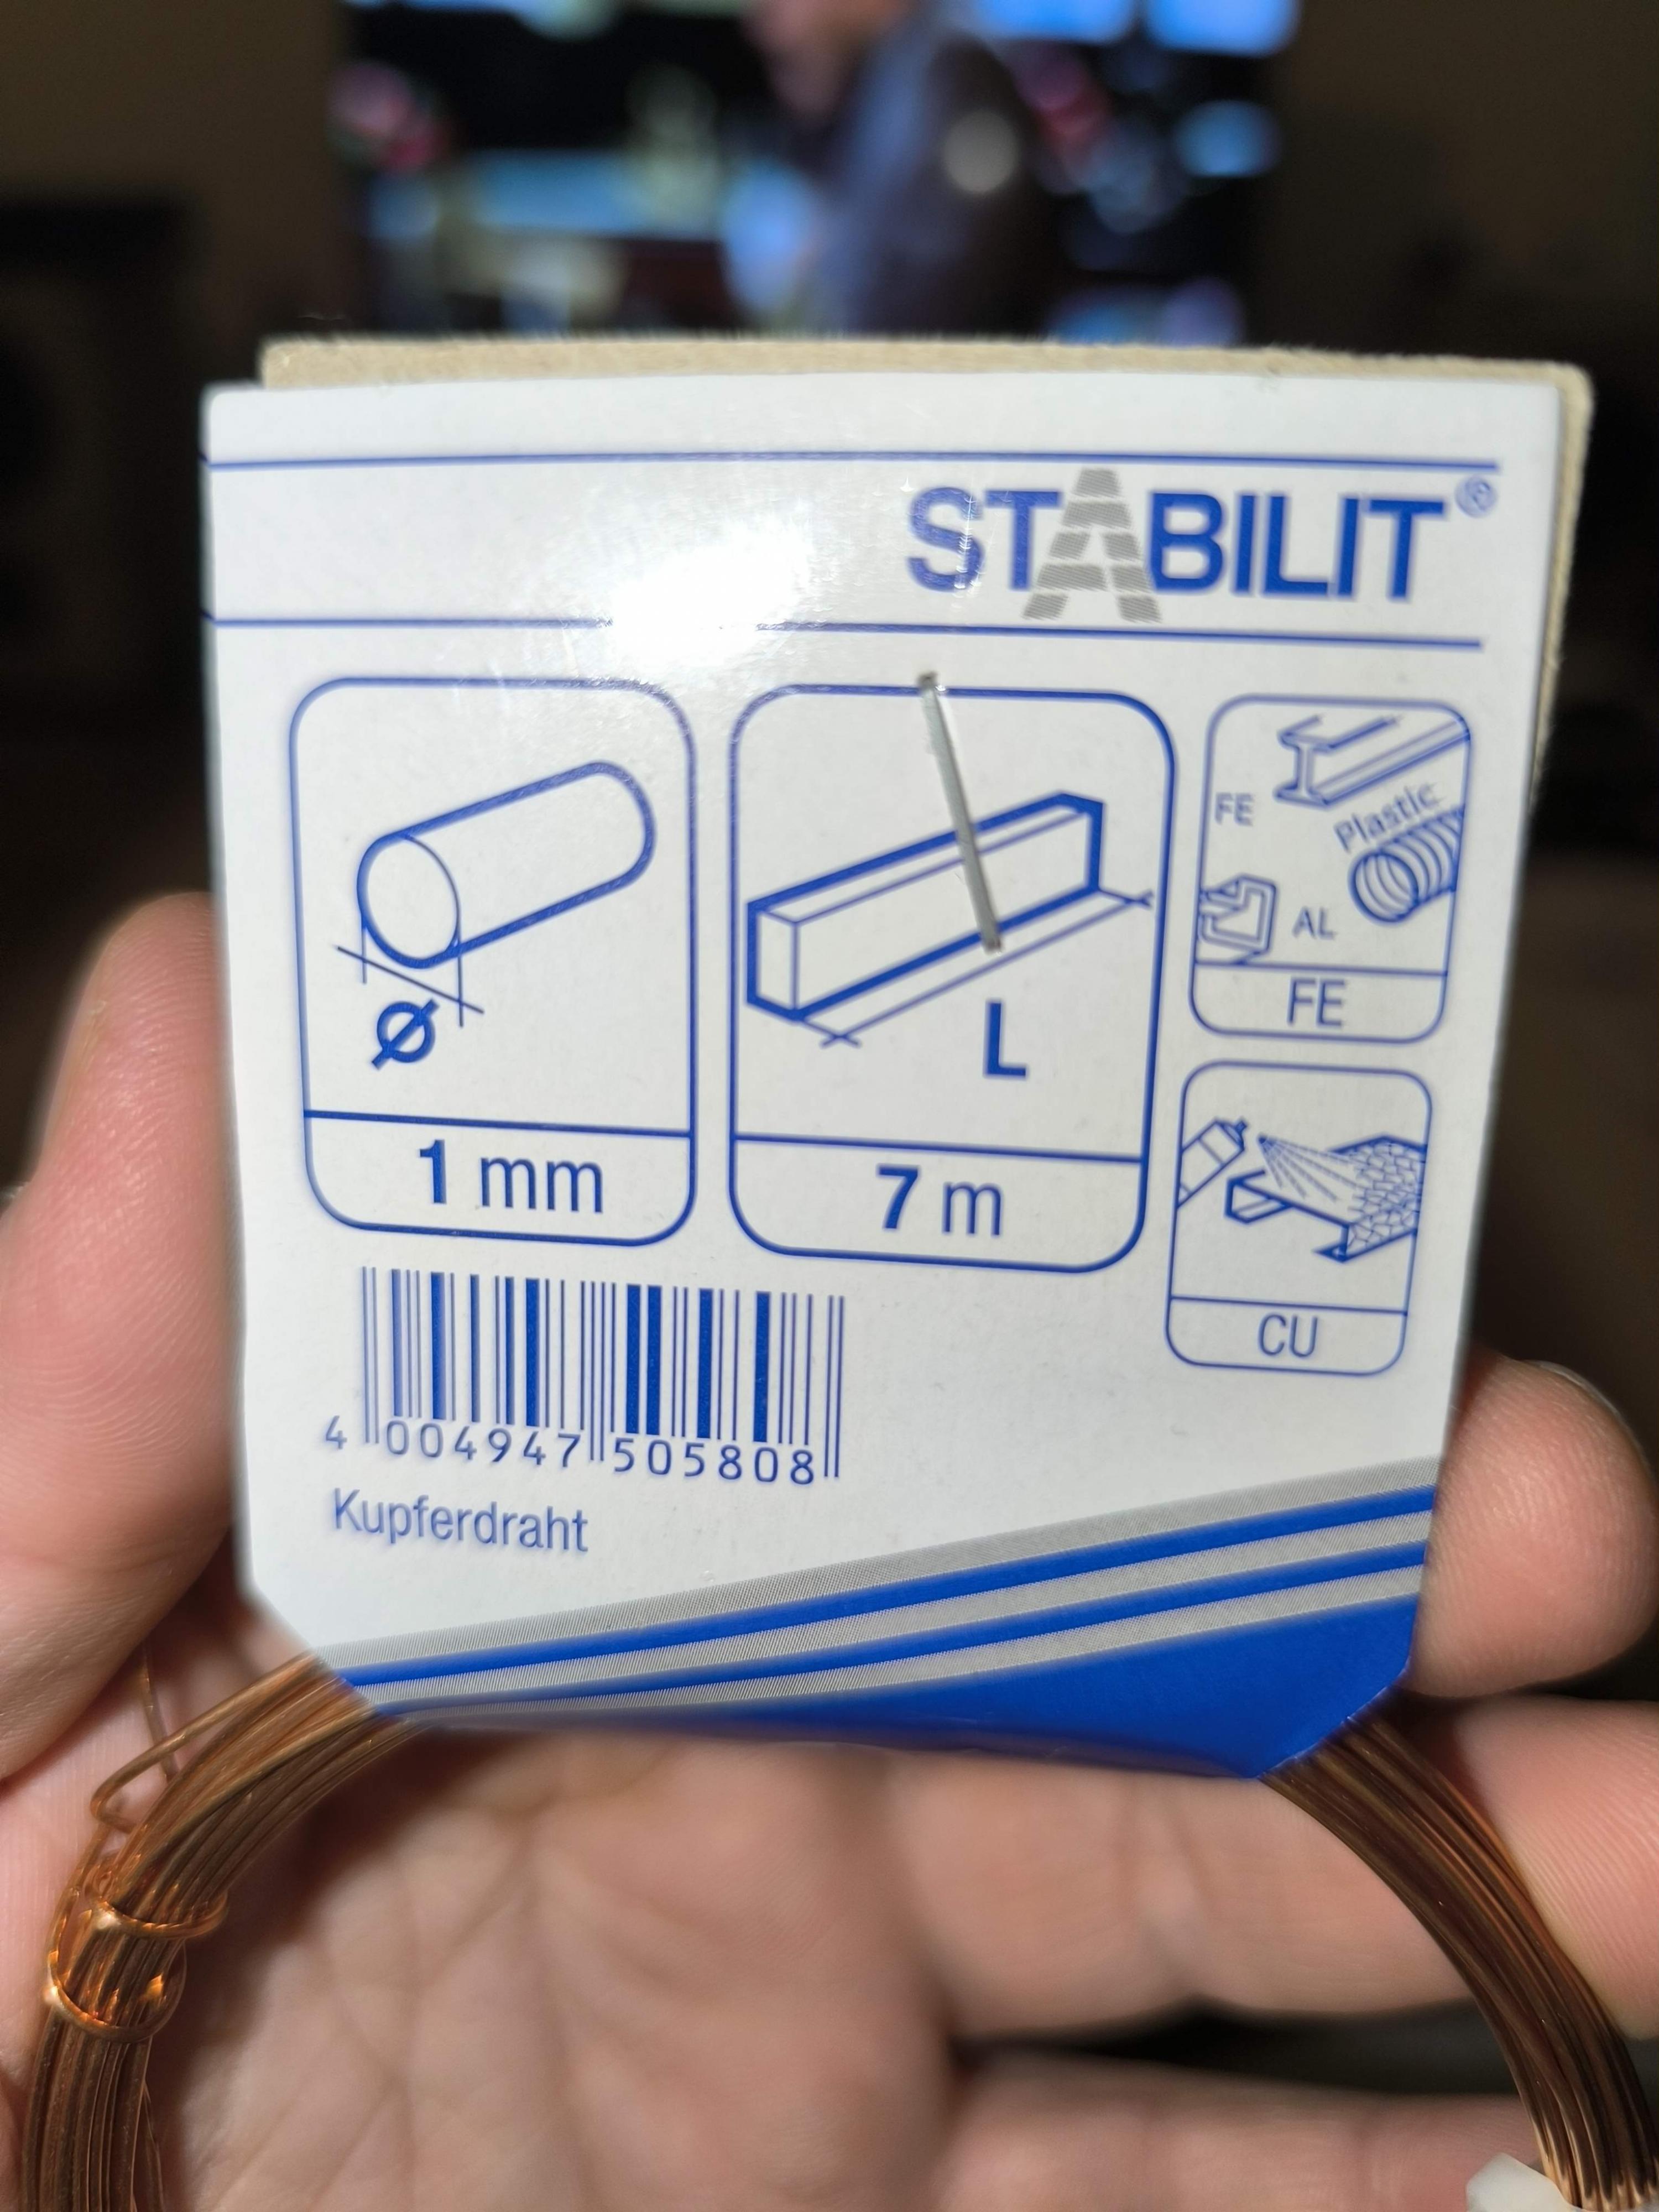 STABILIT®
FE
Plastic
AL
FE
Ø
L
1 mm
7 m
CU
4 004947 505808
Kupferdraht